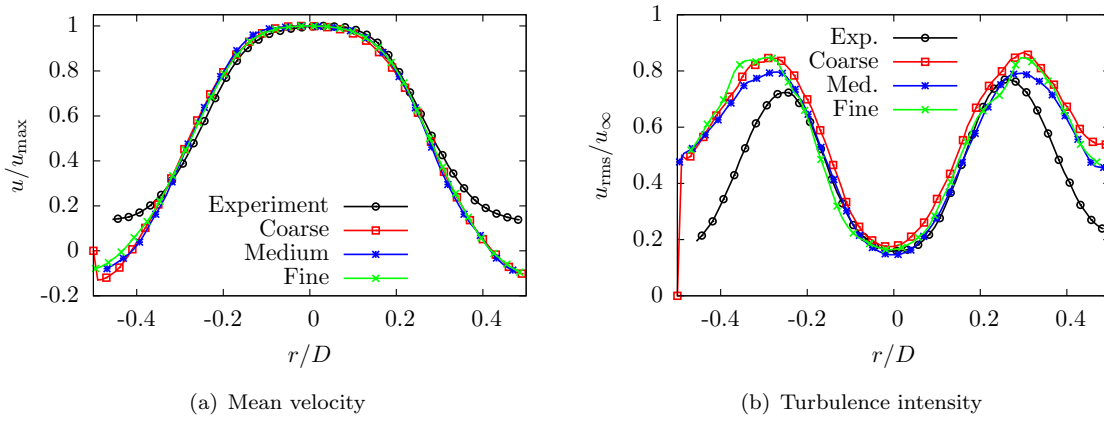 1
0.8
0.6
0.4
0.2
0
-0.2
u/u_max
Experiment
Coarse
Medium
Fine
-0.4 -0.2 0 0.2 0.4
r/D
(a) Mean velocity
1
0.8
0.6
0.4
0.2
0
u_rms/u_∞
Exp.
Coarse
Med.
Fine
-0.4 -0.2 0 0.2 0.4
r/D
(b) Turbulence intensity